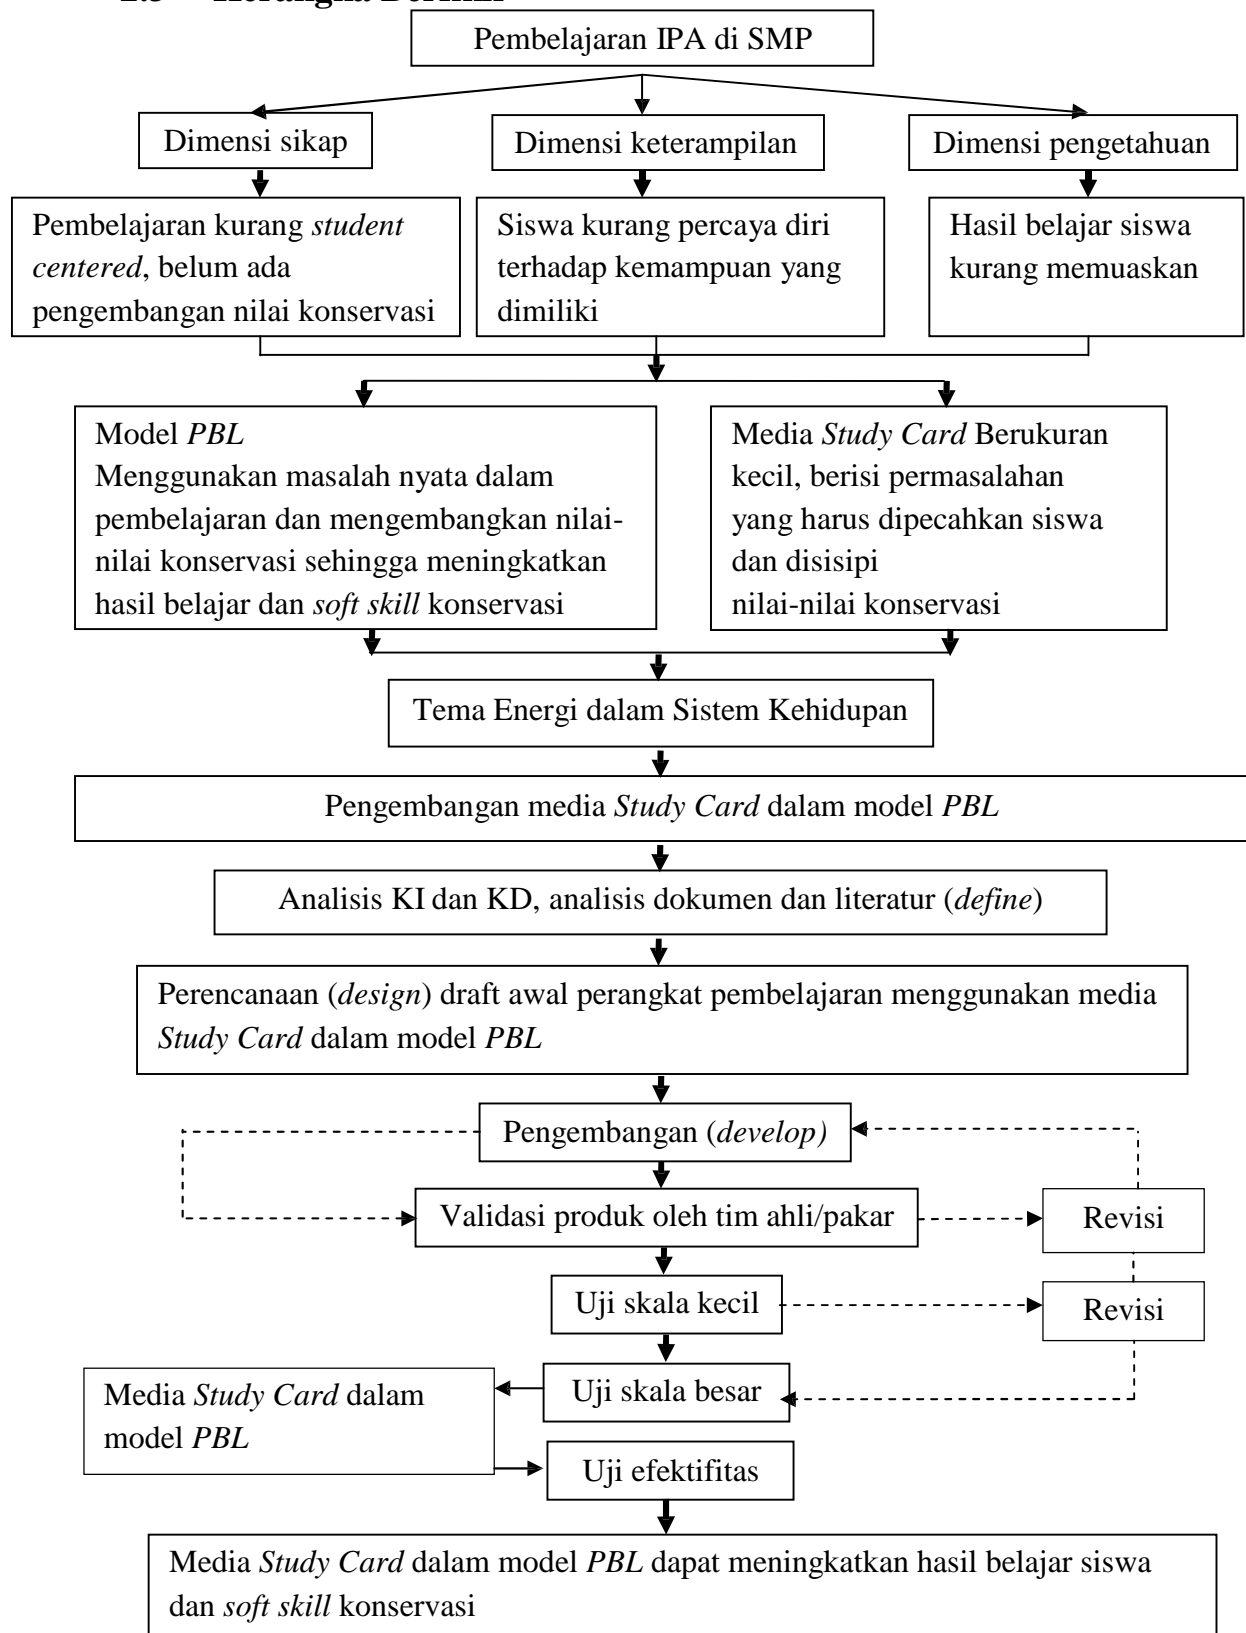 Pembelajaran IPA di SMP
Dimensi sikap
Dimensi keterampilan
Dimensi pengetahuan
Pembelajaran kurang student
centered, belum ada
pengembangan nilai konservasi
Siswa kurang percaya diri
terhadap kemampuan yang
dimiliki
Hasil belajar siswa
kurang memuaskan
Model PBL
Menggunakan masalah nyata dalam
pembelajaran dan mengembangkan nilai-
nilai konservasi sehingga meningkatkan
hasil belajar dan soft skill konservasi
Media Study Card Berukuran
kecil, berisi permasalahan
yang harus dipecahkan siswa
dan disisipi
nilai-nilai konservasi
Tema Energi dalam Sistem Kehidupan
Pengembangan media Study Card dalam model PBL
Analisis KI dan KD, analisis dokumen dan literatur (define)
Perencanaan (design) draft awal perangkat pembelajaran menggunakan media
Study Card dalam model PBL
Pengembangan (develop)
Validasi produk oleh tim ahli/pakar
Revisi
Uji skala kecil
Revisi
Uji skala besar
Media Study Card dalam
model PBL
Uji efektifitas
Media Study Card dalam model PBL dapat meningkatkan hasil belajar siswa
dan soft skill konservasi